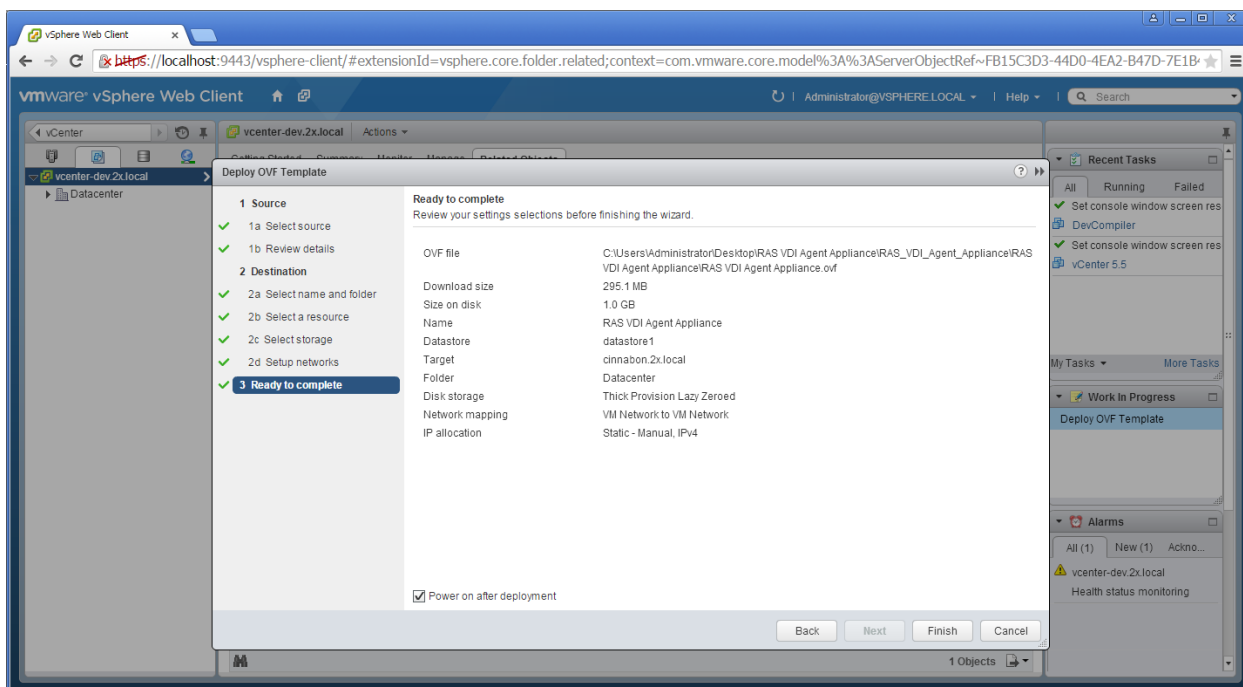 vSphere Web Client
https://localhost:9443/vsphere-client/#extensionId=vsphere.core.folder.related;context=com.vmware.core.model%3A%3AServerObjectRef~FB15C3D3-44D0-4EA2-B47D-7E1B
vmware® vSphere Web Client
Administrator@VSPHERE.LOCAL
Help
Search
vCenter
vcenter-dev.2x.local
Actions
Getting Started Summary Monitor Manage Related Objects
vcenter-dev.2x.local
Datacenter
Deploy OVF Template
1 Source
1a Select source
1b Review details
2 Destination
2a Select name and folder
2b Select a resource
2c Select storage
2d Setup networks
3 Ready to complete
Ready to complete
Review your settings selections before finishing the wizard.
OVF file C:\Users\Administrator\Desktop\RAS VDI Agent Appliance\RAS_VDI_Agent_Appliance\RAS
VDI Agent Appliance\RAS VDI Agent Appliance.ovf
Download size 295.1 MB
Size on disk 1.0 GB
Name RAS VDI Agent Appliance
Datastore datastore1
Target cinnabon.2x.local
Folder Datacenter
Disk storage Thick Provision Lazy Zeroed
Network mapping VM Network to VM Network
IP allocation Static - Manual, IPv4
Power on after deployment
Back Next Finish Cancel
1 Objects
Recent Tasks
All Running Failed
Set console window screen res
DevCompiler
Set console window screen res
vCenter 5.5
My Tasks More Tasks
Work In Progress
Deploy OVF Template
Alarms
All (1) New (1) Ackno...
vcenter-dev.2x.local
Health status monitoring